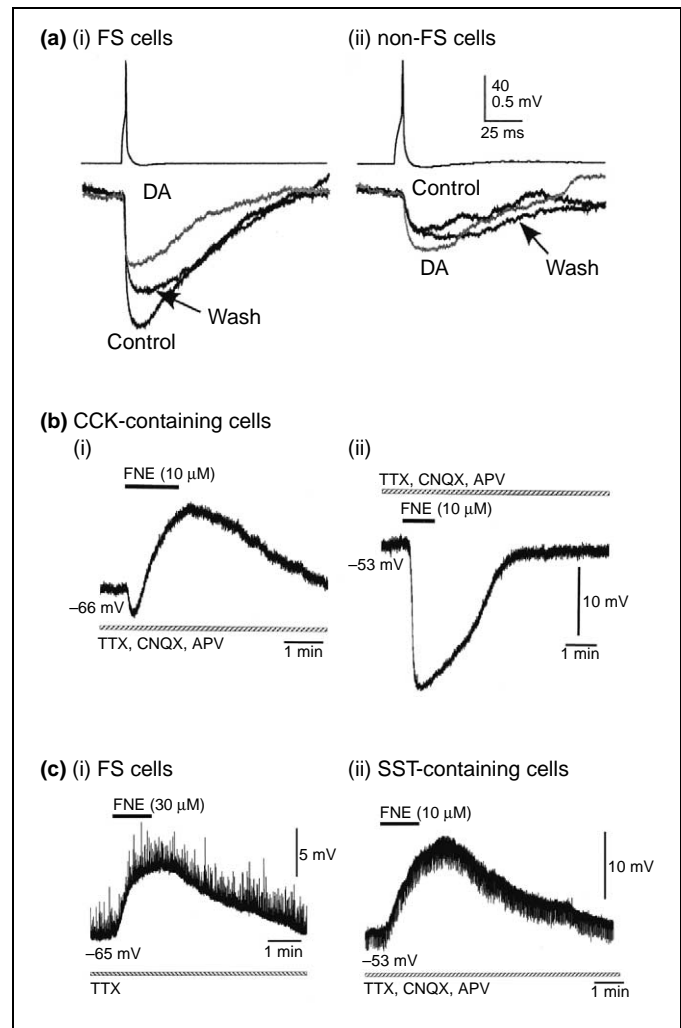 (a) (i) FS cells
(ii) non-FS cells
40
0.5 mV
25 ms
DA
Wash
Control
Control
DA
Wash
(b) CCK-containing cells
(i)
FNE (10 μM)
–66 mV
TTX, CNQX, APV
1 min
(ii)
TTX, CNQX, APV
FNE (10 μM)
–53 mV
10 mV
1 min
(c) (i) FS cells
FNE (30 μM)
5 mV
–65 mV
1 min
TTX
(ii) SST-containing cells
FNE (10 μM)
10 mV
–53 mV
TTX, CNQX, APV
1 min